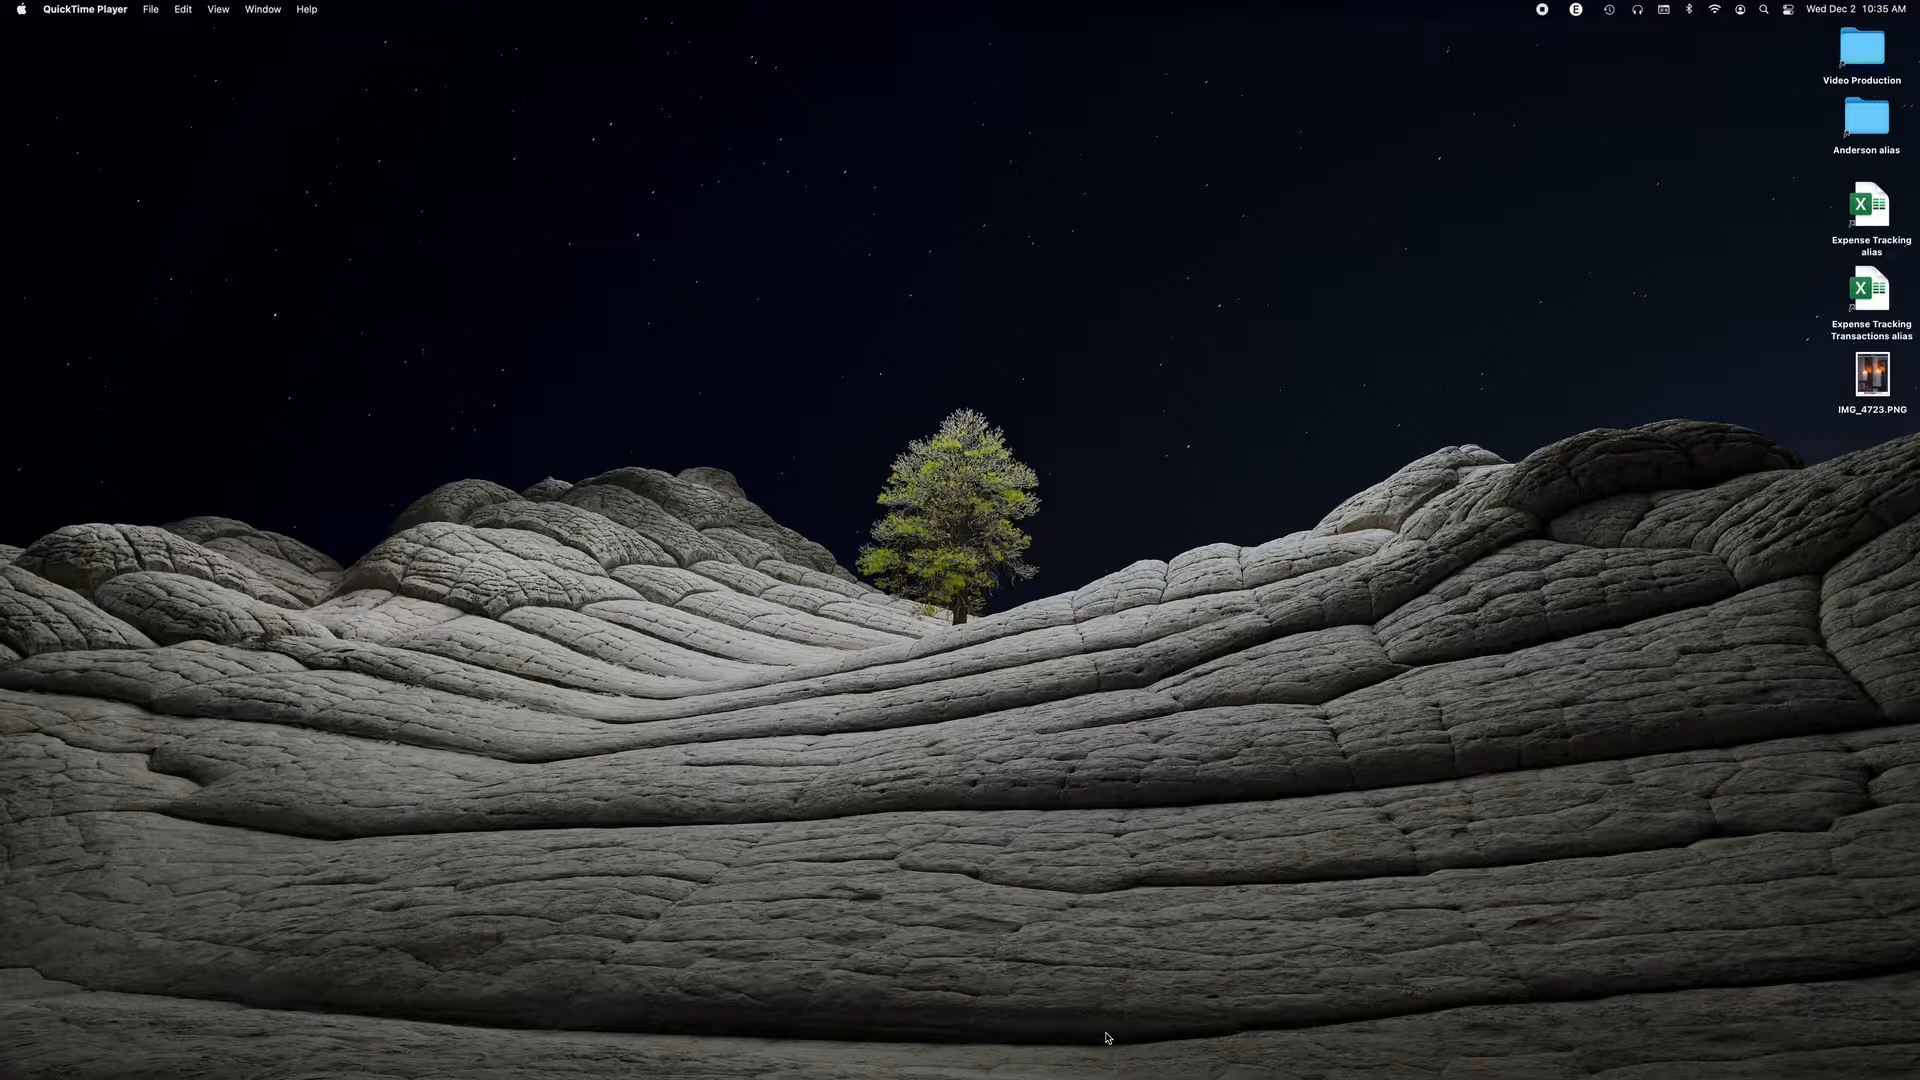 QuickTime Player File Edit View Window Help
E Wed Dec 2 10:35 AM
Video Production
Anderson alias
X
Expense Tracking
alias
X
Expense Tracking
Transactions alias
IMG_4723.PNG